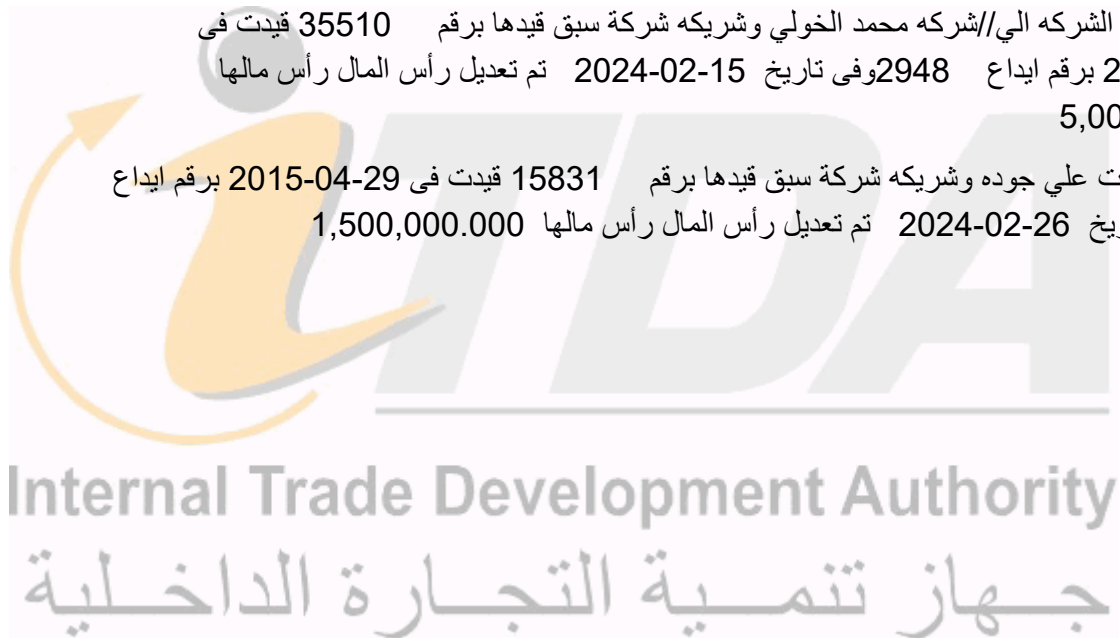 الشركه الي//شركه محمد الخولي وشريكه شركة سبق قيدها برقم 35510 قيدت فى
2 برقم ايداع 2948وفى تاريخ 15-02-2024 تم تعديل رأس المال رأس مالها
5,00
ت علي جوده وشريكه شركة سبق قيدها برقم 15831 قيدت فى 29-04-2015 برقم ايداع
يخ 26-02-2024 تم تعديل رأس المال رأس مالها 1,500,000.000
iTDA
Internal Trade Development Authority
جهاز تنمية التجارة الداخلية